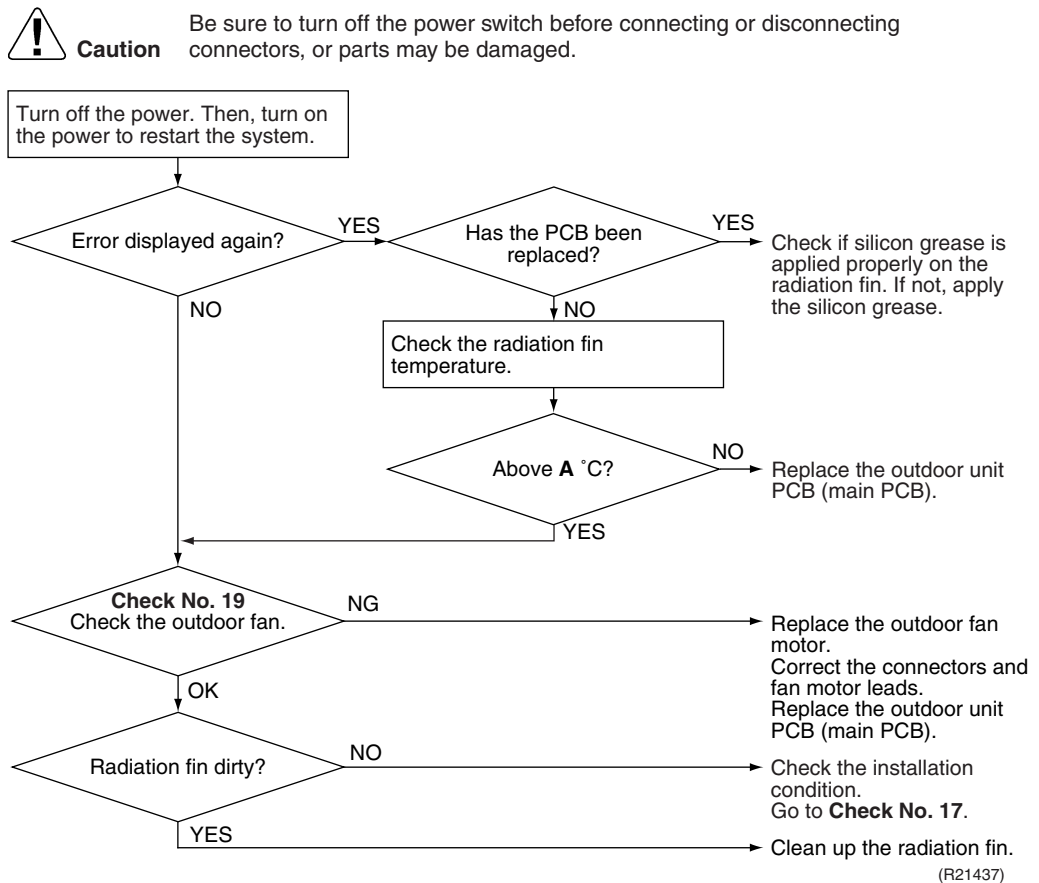 Be sure to turn off the power switch before connecting or disconnecting
Caution connectors, or parts may be damaged.
Turn off the power. Then, turn on
the power to restart the system.
Error displayed again?
YES
Has the PCB been
replaced?
YES
Check if silicon grease is
applied properly on the
radiation fin. If not, apply
the silicon grease.
NO
NO
Check the radiation fin
temperature.
Above A °C?
NO
Replace the outdoor unit
PCB (main PCB).
YES
Check No. 19
Check the outdoor fan.
NG
Replace the outdoor fan
motor.
Correct the connectors and
fan motor leads.
Replace the outdoor unit
PCB (main PCB).
OK
Radiation fin dirty?
NO
Check the installation
condition.
Go to Check No. 17.
YES
Clean up the radiation fin.
(R21437)